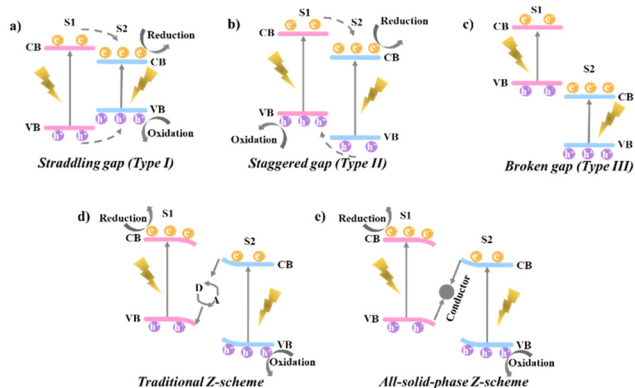 a)
S1
S2
e⁻ e⁻
e⁻ e⁻ e⁻
Reduction
CB
CB
VB
VB
h⁺ h⁺ h⁺
h⁺ h⁺
Oxidation
Straddling gap (Type I)
b)
S1
S2
e⁻ e⁻
e⁻ e⁻ e⁻
Reduction
CB
CB
VB
VB
h⁺ h⁺ h⁺
h⁺ h⁺
Oxidation
Staggered gap (Type II)
c)
S1
e⁻ e⁻
CB
VB
h⁺ h⁺
S2
e⁻ e⁻
CB
VB
h⁺ h⁺ h⁺
Broken gap (Type III)
d)
Reduction
S1
e⁻ e⁻ e⁻
CB
S2
e⁻ e⁻
CB
D
A
VB
h⁺ h⁺
VB
h⁺ h⁺ h⁺
Oxidation
Traditional Z-scheme
e)
Reduction
S1
e⁻ e⁻ e⁻
CB
S2
e⁻ e⁻
CB
Conductor
VB
h⁺ h⁺
VB
h⁺ h⁺ h⁺
Oxidation
All-solid-phase Z-scheme